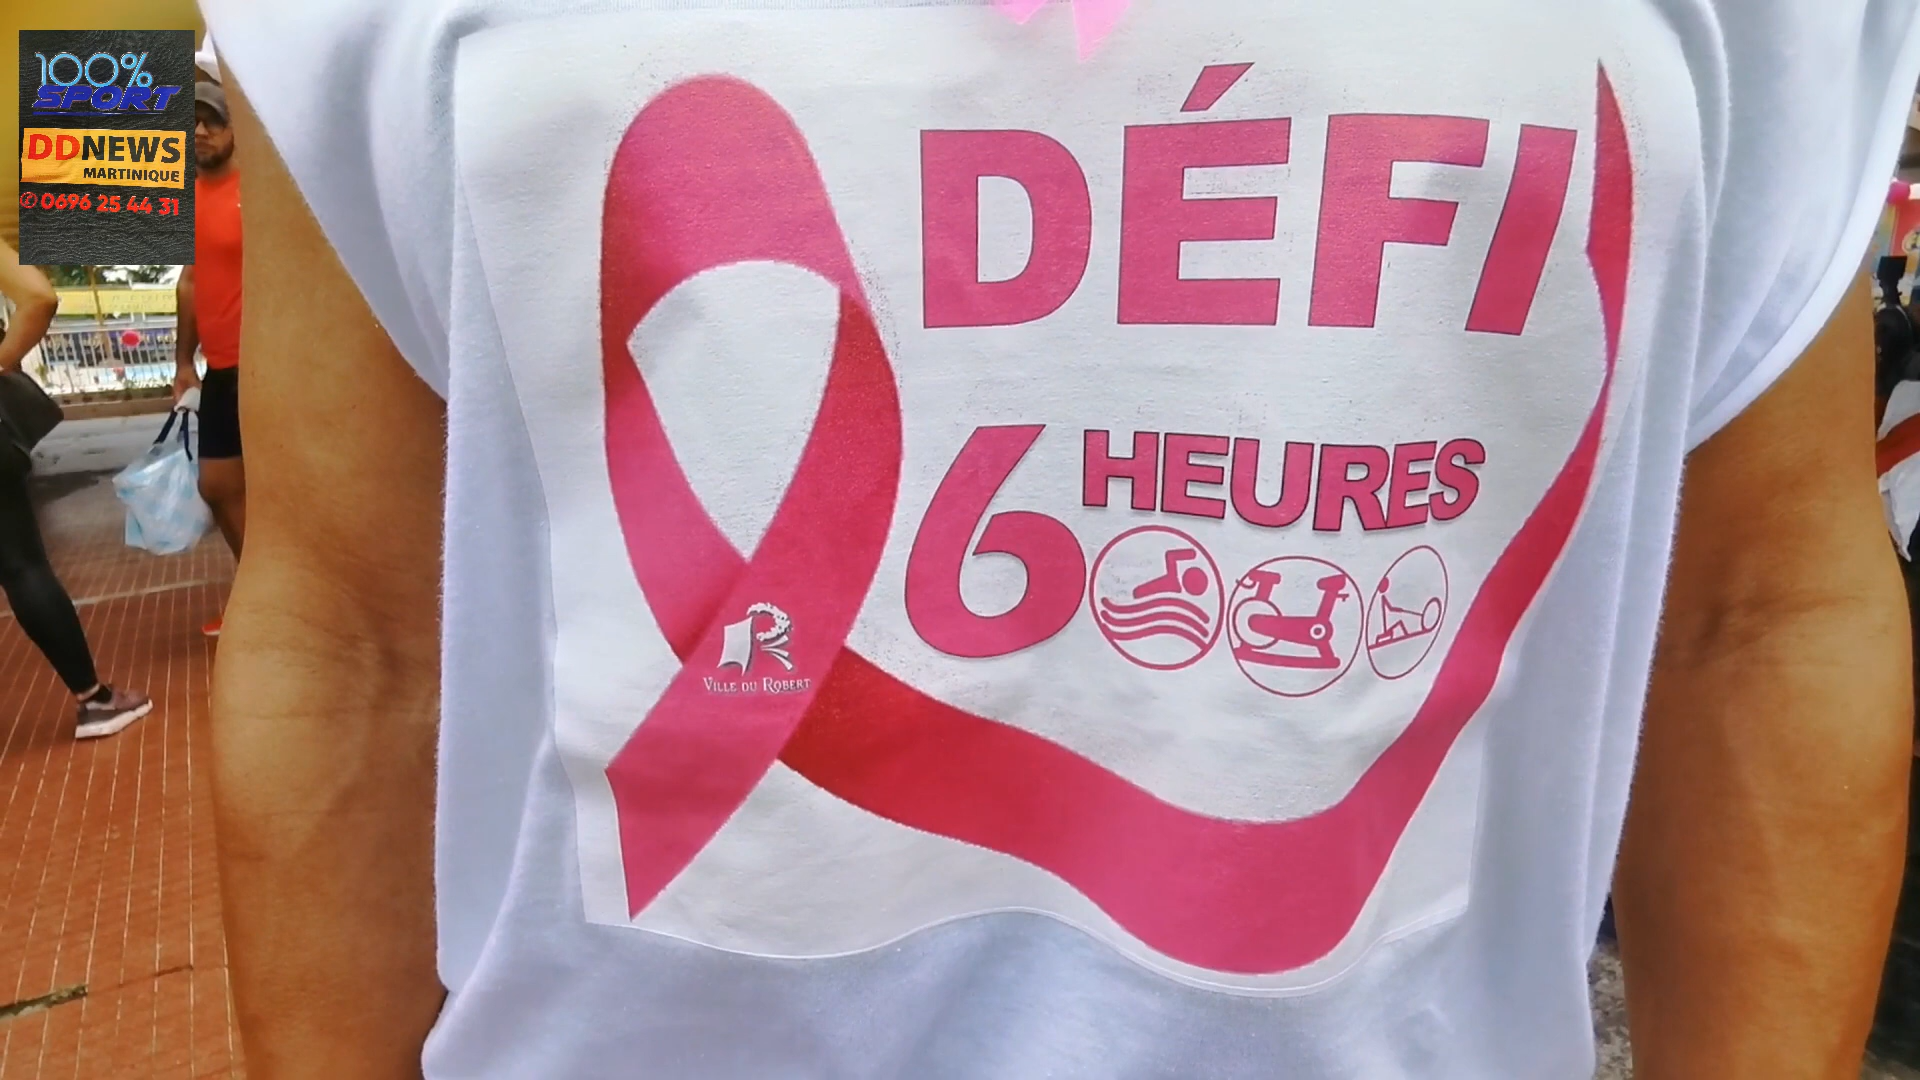 100%
SPORT
DDNEWS
MARTINIQUE
✆ 0696 25 44 31
DÉFI
6 HEURES
VILLE DU ROBERT